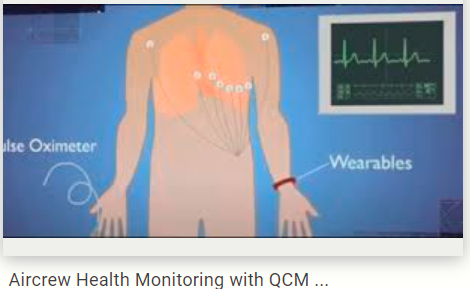 ulse Oximeter
Wearables
Aircrew Health Monitoring with QCM ...